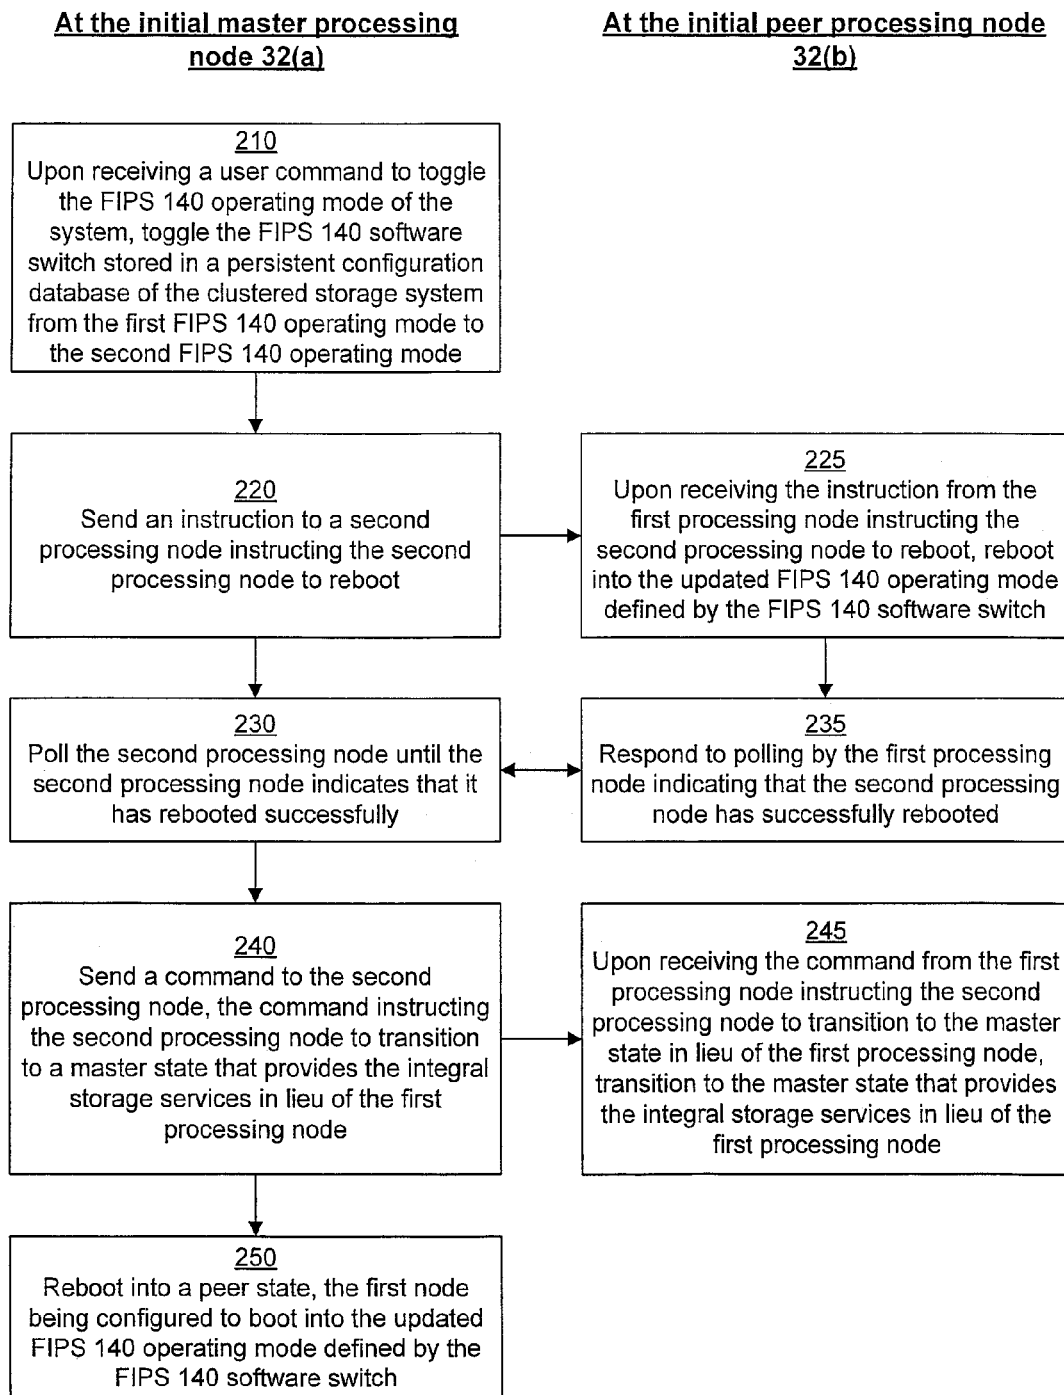 At the initial master processing
node 32(a)
At the initial peer processing node
32(b)
210
Upon receiving a user command to toggle
the FIPS 140 operating mode of the
system, toggle the FIPS 140 software
switch stored in a persistent configuration
database of the clustered storage system
from the first FIPS 140 operating mode to
the second FIPS 140 operating mode
220
Send an instruction to a second
processing node instructing the second
processing node to reboot
225
Upon receiving the instruction from the
first processing node instructing the
second processing node to reboot, reboot
into the updated FIPS 140 operating mode
defined by the FIPS 140 software switch
230
Poll the second processing node until the
second processing node indicates that it
has rebooted successfully
235
Respond to polling by the first processing
node indicating that the second processing
node has successfully rebooted
240
Send a command to the second
processing node, the command instructing
the second processing node to transition
to a master state that provides the integral
storage services in lieu of the first
processing node
245
Upon receiving the command from the first
processing node instructing the second
processing node to transition to the master
state in lieu of the first processing node,
transition to the master state that provides
the integral storage services in lieu of the
first processing node
250
Reboot into a peer state, the first node
being configured to boot into the updated
FIPS 140 operating mode defined by the
FIPS 140 software switch